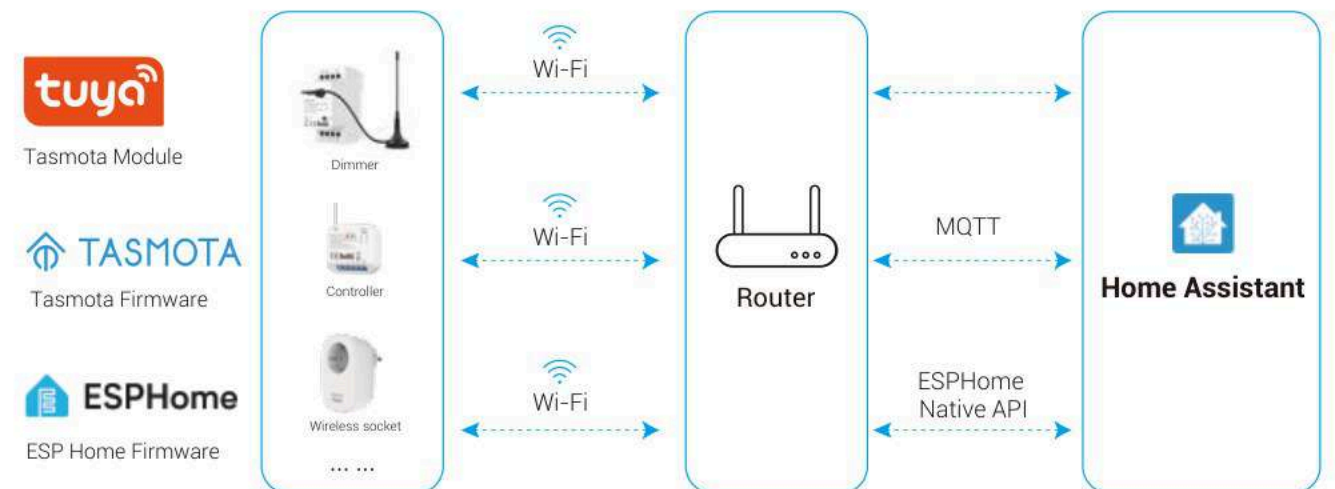 tuya
Tasmota Module
TASMOTA
Tasmota Firmware
ESPHome
ESP Home Firmware
Dimmer
Controller
Wireless socket
... ...
Wi-Fi
Wi-Fi
Wi-Fi
Router
MQTT
ESPHome
Native API
Home Assistant